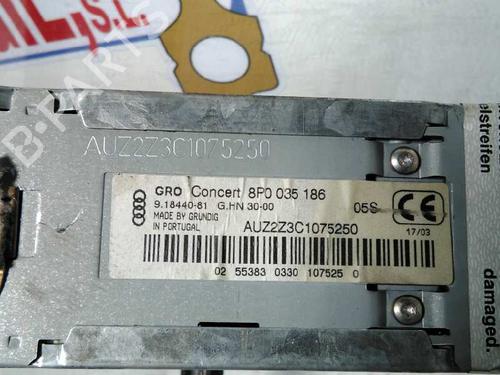 S.L.
B-PARTS
AUZ2Z3C1075250
GRO Concert 8P0 035 186
9.18440-81 G.HN 30-00 05S
MADE BY GRUNDIG
IN PORTUGAL
AUZ2Z3C1075250
CE
17/03
02 55383 0330 107525 0
elstreifen
damaged.